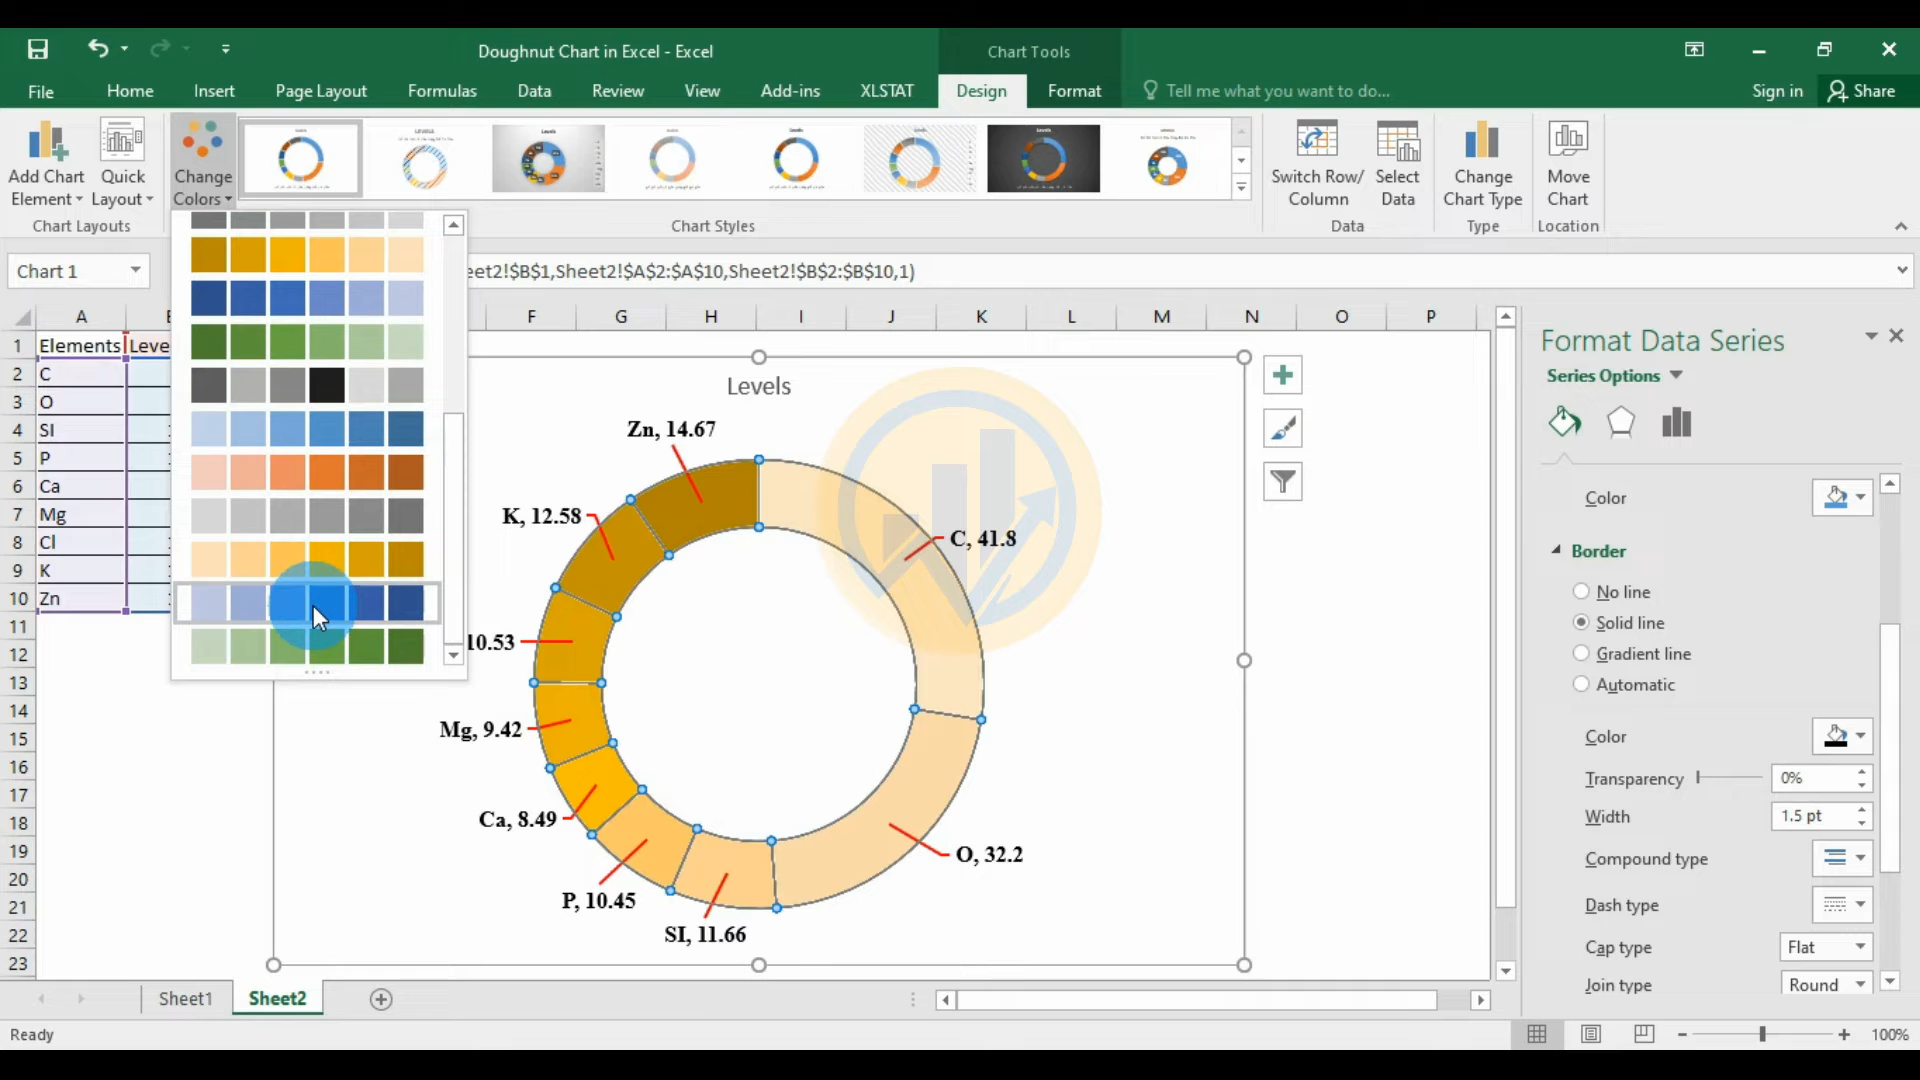 Doughnut Chart in Excel - Excel
Chart Tools
File
Home
Insert
Page Layout
Formulas
Data
Review
View
Add-ins
XLSTAT
Design
Format
Tell me what you want to do...
Sign in
Share
Add Chart Element
Quick Layout
Change Colors
Switch Row/ Column
Select Data
Change Chart Type
Move Chart
Chart Layouts
Chart Styles
Data
Type
Location
Chart 1
eet2!$B$1,Sheet2!$A$2:$A$10,Sheet2!$B$2:$B$10,1)
A
F
G
H
I
J
K
L
M
N
O
P
1 Elements Leve
2 C
3 O
4 SI
5 P
6 Ca
7 Mg
8 Cl
9 K
10 Zn
11
12
13
14
15
16
17
18
19
20
21
22
23
Levels
Zn, 14.67
K, 12.58
C, 41.8
10.53
Mg, 9.42
Ca, 8.49
O, 32.2
P, 10.45
SI, 11.66
Format Data Series
Series Options
Color
Border
No line
Solid line
Gradient line
Automatic
Color
Transparency 0%
Width 1.5 pt
Compound type
Dash type
Cap type Flat
Join type Round
Sheet1
Sheet2
Ready
100%